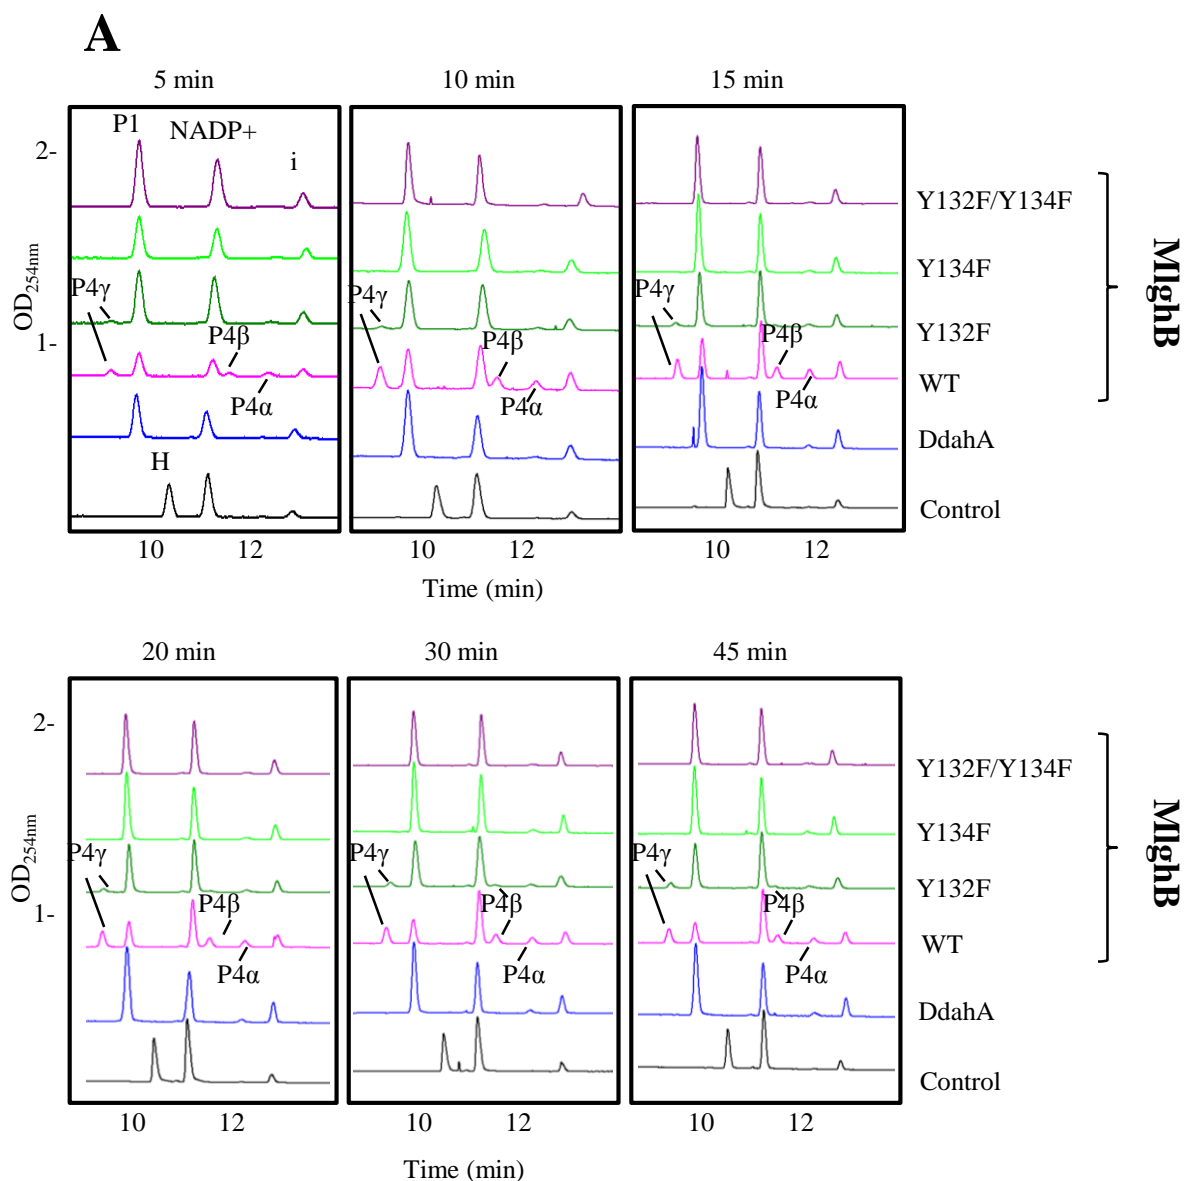 A
5 min 10 min 15 min
P1 NADP+ i
2-
Y132F/Y134F
Y134F
OD254nm
P4γ P4γ P4γ
Y132F
MlghB
1-
P4β P4β P4β
WT
P4α P4α P4α
DdahA
H
Control
10 12 10 12 10 12
Time (min)
20 min 30 min 45 min
2-
Y132F/Y134F
Y134F
OD254nm
P4γ P4γ P4γ
Y132F
MlghB
1-
P4β P4β P4β
WT
P4α P4α P4α
DdahA
Control
10 12 10 12 10 12
Time (min)